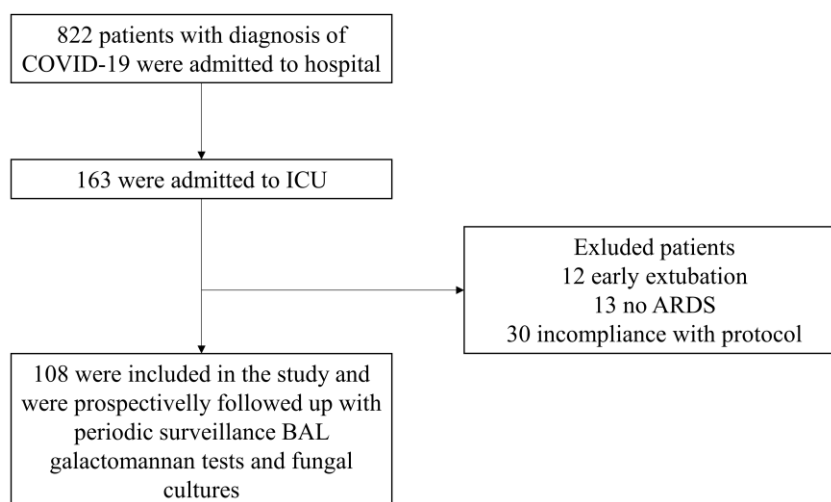 822 patients with diagnosis of
COVID-19 were admitted to hospital
163 were admitted to ICU
Exluded patients
12 early extubation
13 no ARDS
30 incompliance with protocol
108 were included in the study and
were prospectivelly followed up with
periodic surveillance BAL
galactomannan tests and fungal
cultures